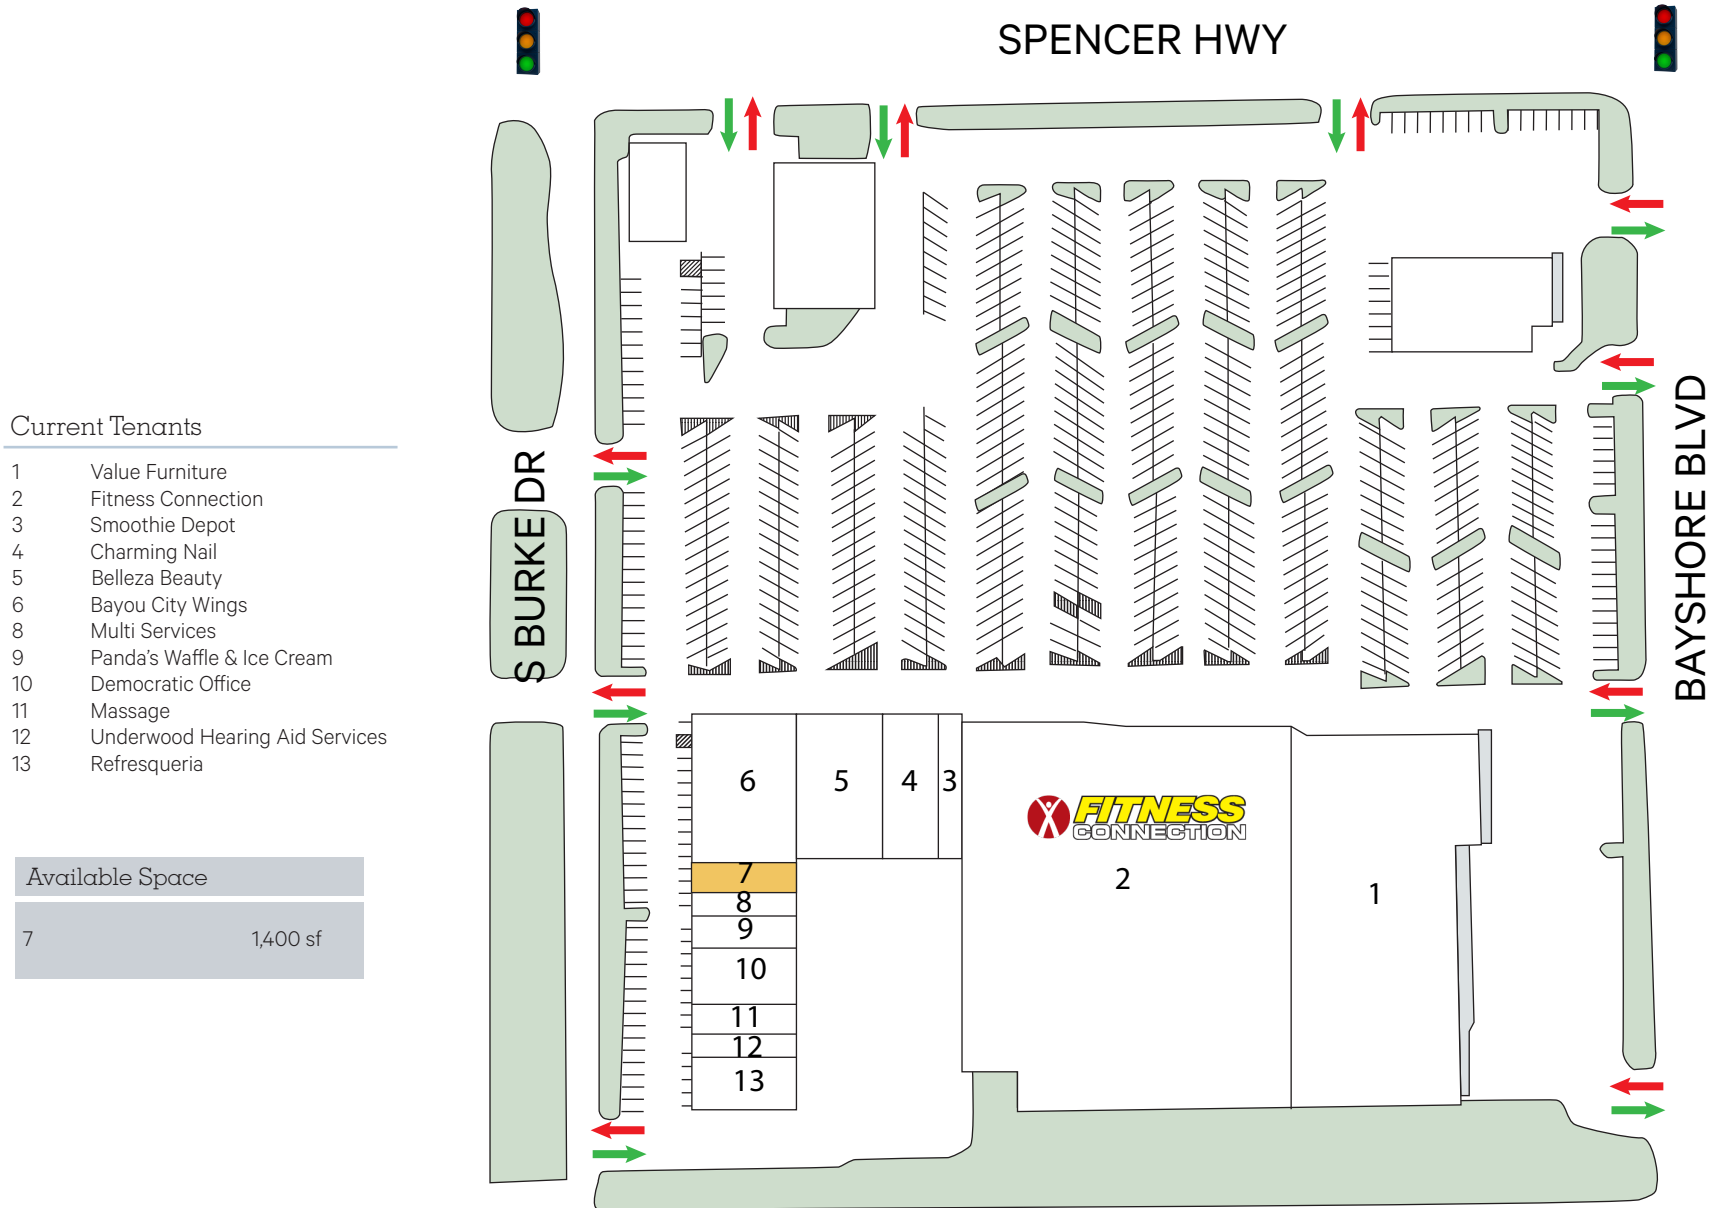 SPENCER HWY
S BURKE DR
BAYSHORE BLVD
Current Tenants
1 Value Furniture
2 Fitness Connection
3 Smoothie Depot
4 Charming Nail
5 Belleza Beauty
6 Bayou City Wings
8 Multi Services
9 Panda's Waffle & Ice Cream
10 Democratic Office
11 Massage
12 Underwood Hearing Aid Services
13 Refresqueria
Available Space
7 1,400 sf
6
5
4
3
FITNESS
CONNECTION
2
1
7
8
9
10
11
12
13